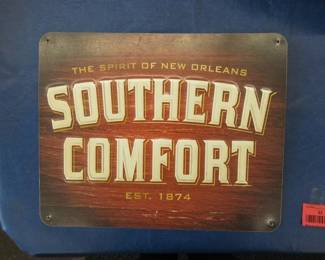 THE SPIRIT OF NEW ORLEANS
SOUTHERN
COMFORT
EST. 1874